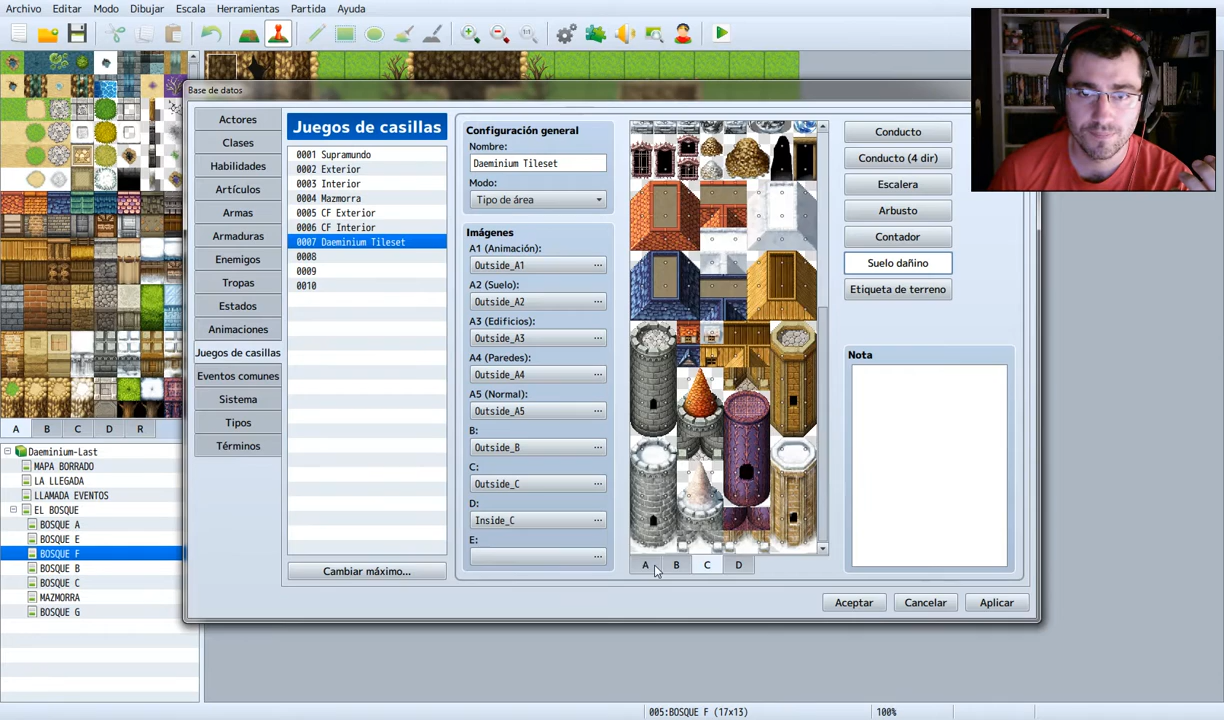 Archivo Editar Modo Dibujar Escala Herramientas Partida Ayuda
Base de datos
Actores
Clases
Habilidades
Artículos
Armas
Armaduras
Enemigos
Tropas
Estados
Animaciones
Juegos de casillas
Eventos comunes
Sistema
Tipos
Términos
Juegos de casillas
0001 Supramundo
0002 Exterior
0003 Interior
0004 Mazmorra
0005 CF Exterior
0006 CF Interior
0007 Daeminium Tileset
0008
0009
0010
Cambiar máximo...
Configuración general
Nombre:
Daeminium Tileset
Modo:
Tipo de área
Imágenes
A1 (Animación):
Outside_A1 ...
A2 (Suelo):
Outside_A2 ...
A3 (Edificios):
Outside_A3 ...
A4 (Paredes):
Outside_A4 ...
A5 (Normal):
Outside_A5 ...
B:
Outside_B ...
C:
Outside_C ...
D:
Inside_C ...
E:
...
A B C D
Conducto
Conducto (4 dir)
Escalera
Arbusto
Contador
Suelo dañino
Etiqueta de terreno
Nota
Aceptar Cancelar Aplicar
A B C D R
Daeminium-Last
MAPA BORRADO
LA LLEGADA
LLAMADA EVENTOS
EL BOSQUE
BOSQUE A
BOSQUE E
BOSQUE F
BOSQUE B
BOSQUE C
MAZMORRA
BOSQUE G
005:BOSQUE F (17x13) 100%